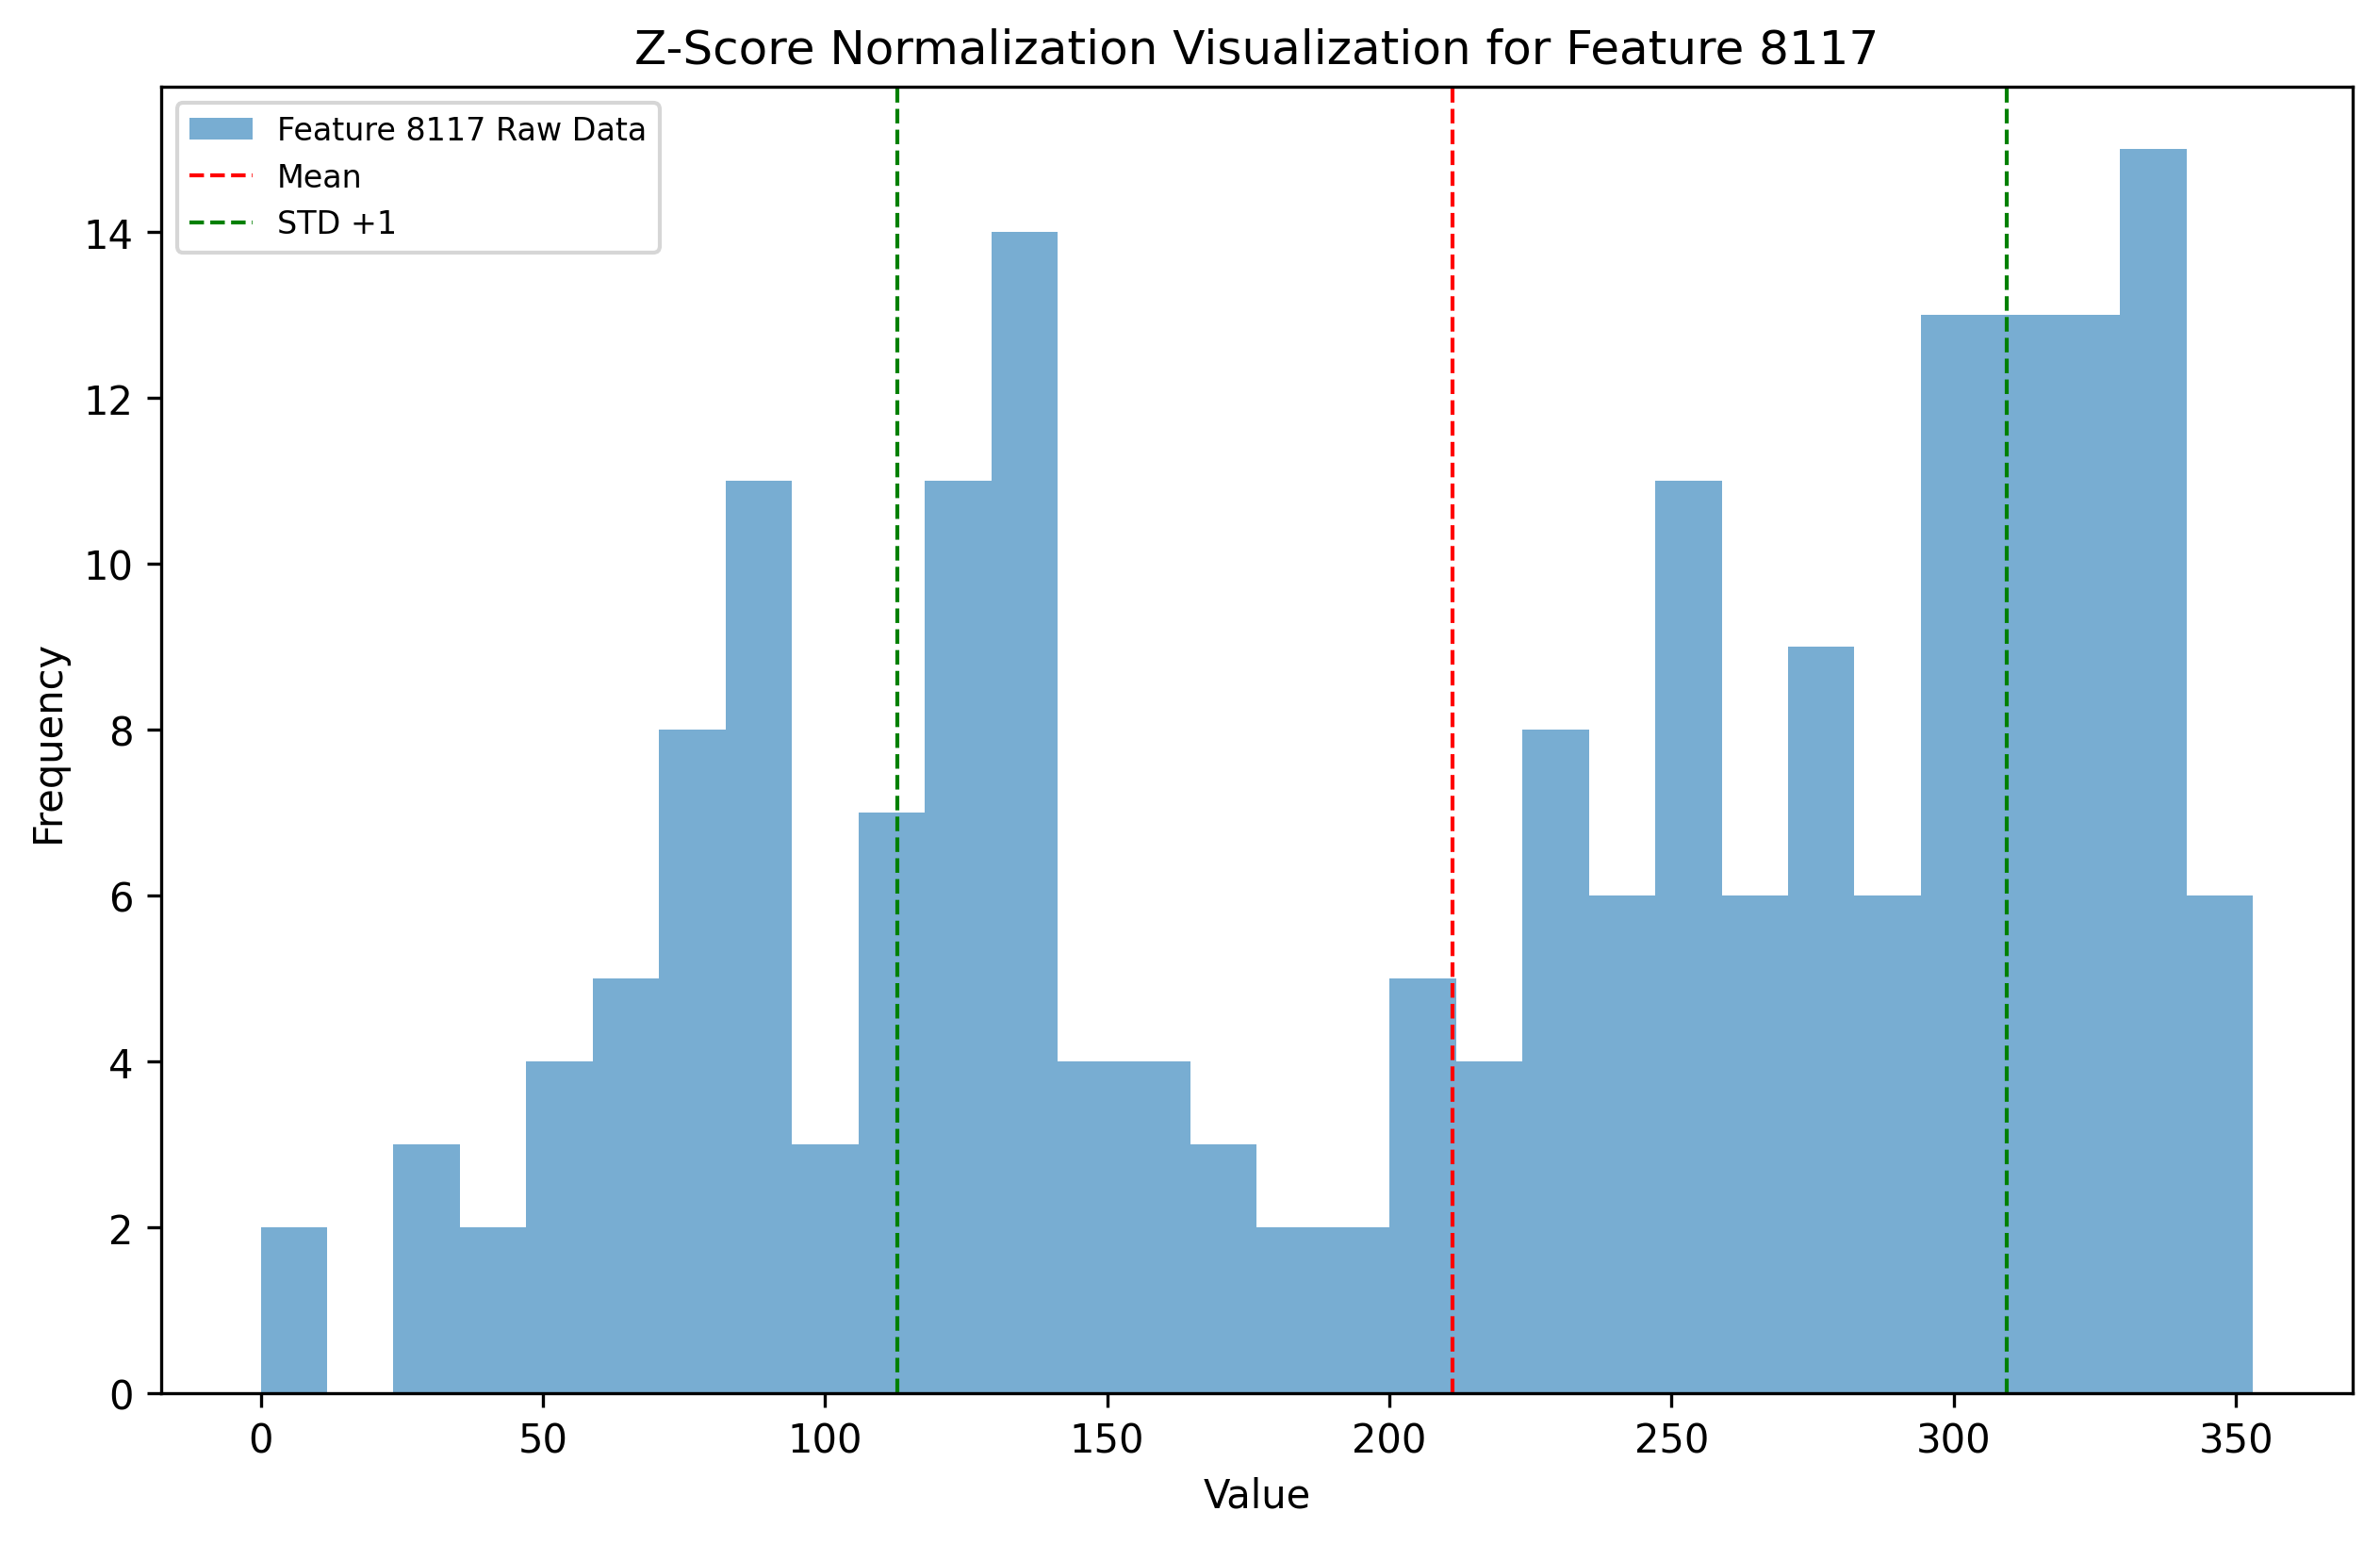 Z-Score Normalization Visualization for Feature 8117
Feature 8117 Raw Data
Mean
STD +1
14
12
10
8
6
4
2
0
Frequency
0 50 100 150 200 250 300 350
Value